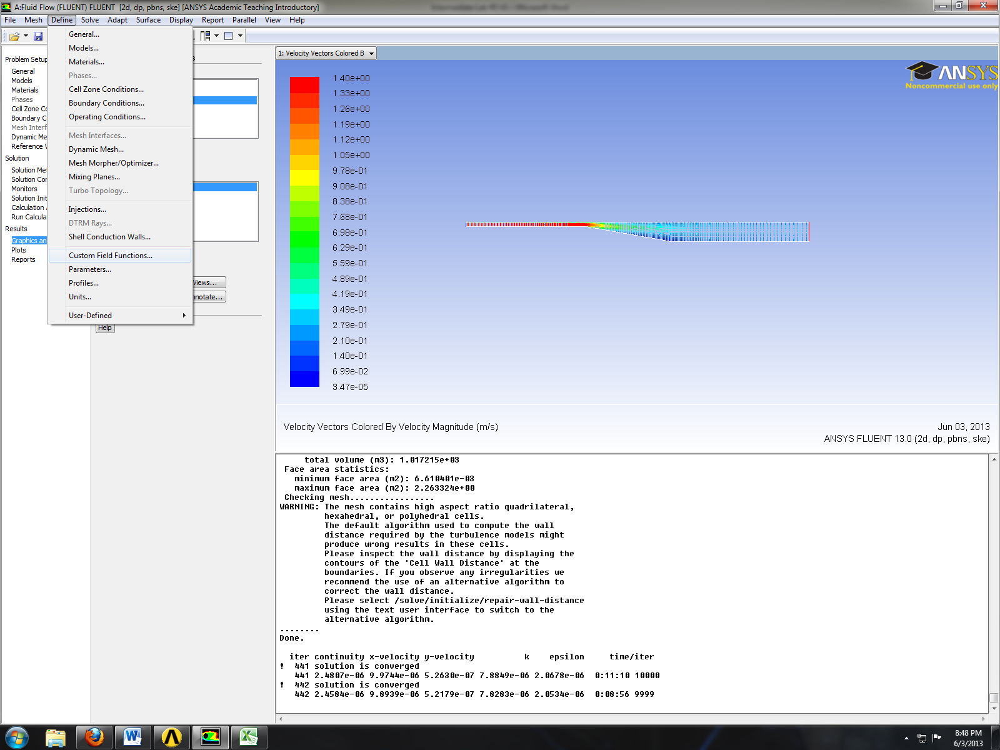 A:Fluid Flow (FLUENT) FLUENT [2d, dp, pbns, ske] [ANSYS Academic Teaching Introductory]
File Mesh Define Solve Adapt Surface Display Report Parallel View Help
General...
Models...
Materials...
Phases...
Cell Zone Conditions...
Boundary Conditions...
Operating Conditions...
Mesh Interfaces...
Dynamic Mesh...
Mesh Morpher/Optimizer...
Mixing Planes...
Turbo Topology...
Injections...
DTRM Rays...
Shell Conduction Walls...
Custom Field Functions...
Parameters...
Profiles...
Units...
User-Defined
Problem Setup
General
Models
Materials
Phases
Cell Zone Co
Boundary C
Mesh Interf
Dynamic Me
Reference V
Solution
Solution Met
Solution Con
Monitors
Solution Init
Calculation
Run Calcula
Results
Graphics an
Plots
Reports
s
Views...
nnotate...
Help
1: Velocity Vectors Colored B
ANSYS
Noncommercial use only
1.40e+00
1.33e+00
1.26e+00
1.19e+00
1.12e+00
1.05e+00
9.78e-01
9.08e-01
8.38e-01
7.68e-01
6.98e-01
6.29e-01
5.59e-01
4.89e-01
4.19e-01
3.49e-01
2.79e-01
2.10e-01
1.40e-01
6.99e-02
3.47e-05
Velocity Vectors Colored By Velocity Magnitude (m/s)
Jun 03, 2013
ANSYS FLUENT 13.0 (2d, dp, pbns, ske)
total volume (m3): 1.017215e+03
Face area statistics:
minimum face area (m2): 6.610401e-03
maximum face area (m2): 2.263324e+00
Checking mesh.................
WARNING: The mesh contains high aspect ratio quadrilateral,
hexahedral, or polyhedral cells.
The default algorithm used to compute the wall
distance required by the turbulence models might
produce wrong results in these cells.
Please inspect the wall distance by displaying the
contours of the 'Cell Wall Distance' at the
boundaries. If you observe any irregularities we
recommend the use of an alternative algorithm to
correct the wall distance.
Please select /solve/initialize/repair-wall-distance
using the text user interface to switch to the
alternative algorithm.
--------
Done.
iter continuity x-velocity y-velocity k epsilon time/iter
! 441 solution is converged
441 2.4807e-06 9.9744e-06 5.2630e-07 7.8849e-06 2.0678e-06 0:11:10 10000
! 442 solution is converged
442 2.4584e-06 9.8939e-06 5.2179e-07 7.8283e-06 2.0534e-06 0:08:56 9999
8:48 PM
6/3/2013